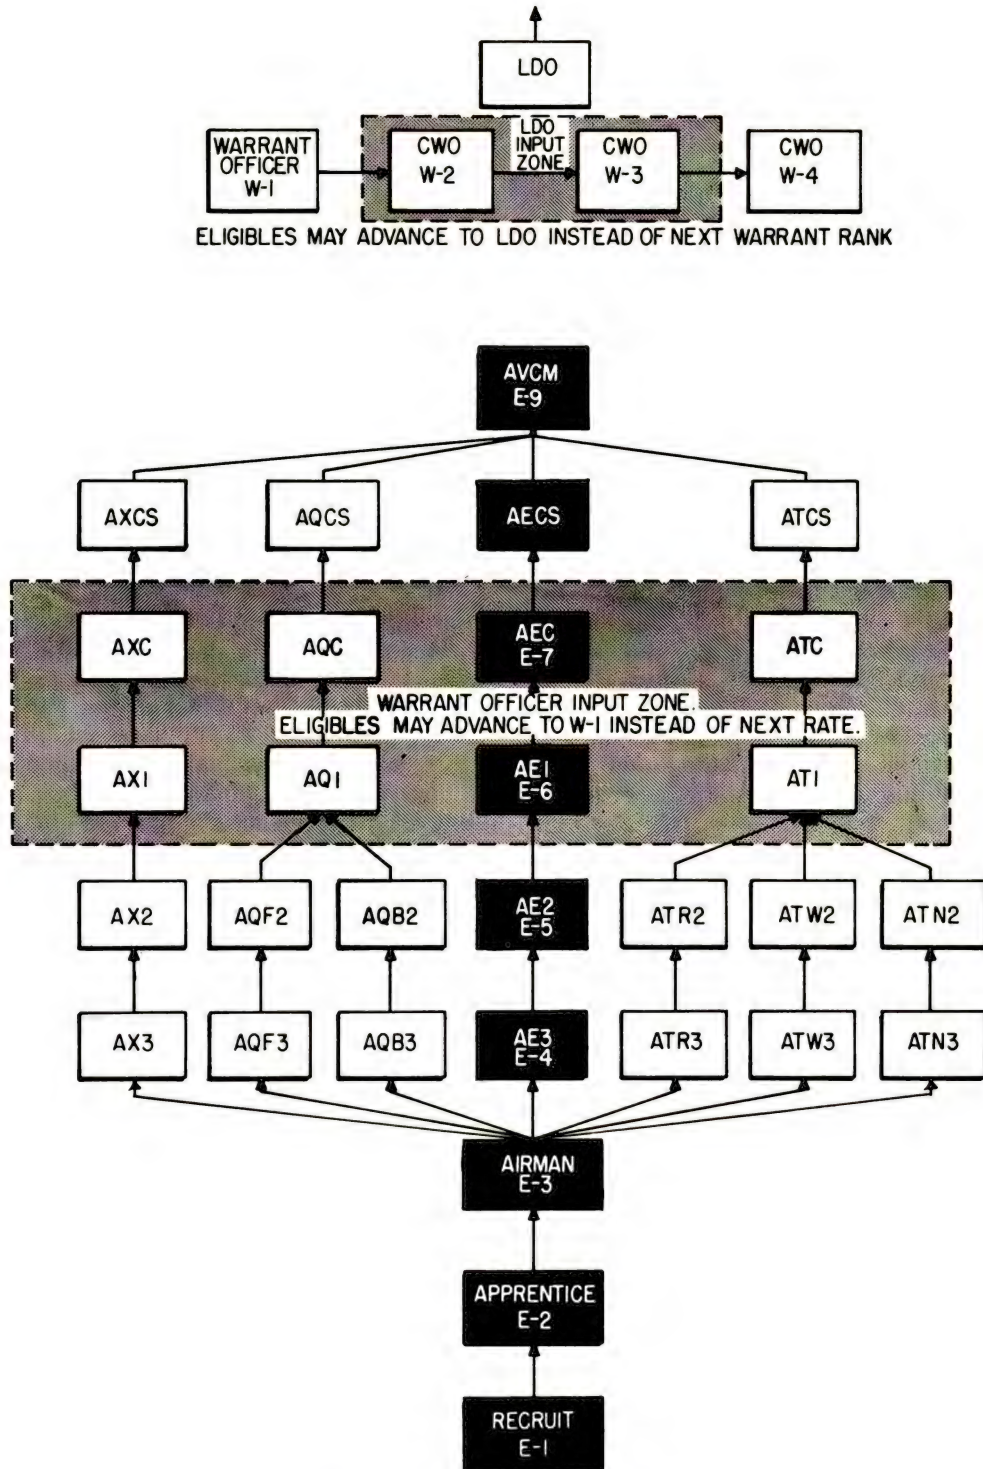 LDO
WARRANT
OFFICER
W-1
CWO
W-2
LDO
INPUT
ZONE
CWO
W-3
CWO
W-4
ELIGIBLES MAY ADVANCE TO LDO INSTEAD OF NEXT WARRANT RANK
AVCM
E-9
AXCS
AQCS
AECS
ATCS
AXC
AQC
AEC
E-7
ATC
WARRANT OFFICER INPUT ZONE.
ELIGIBLES MAY ADVANCE TO W-1 INSTEAD OF NEXT RATE.
AX1
AQ1
AE1
E-6
AT1
AX2
AQF2
AQB2
AE2
E-5
ATR2
ATW2
ATN2
AX3
AQF3
AQB3
AE3
E-4
ATR3
ATW3
ATN3
AIRMAN
E-3
APPRENTICE
E-2
RECRUIT
E-1